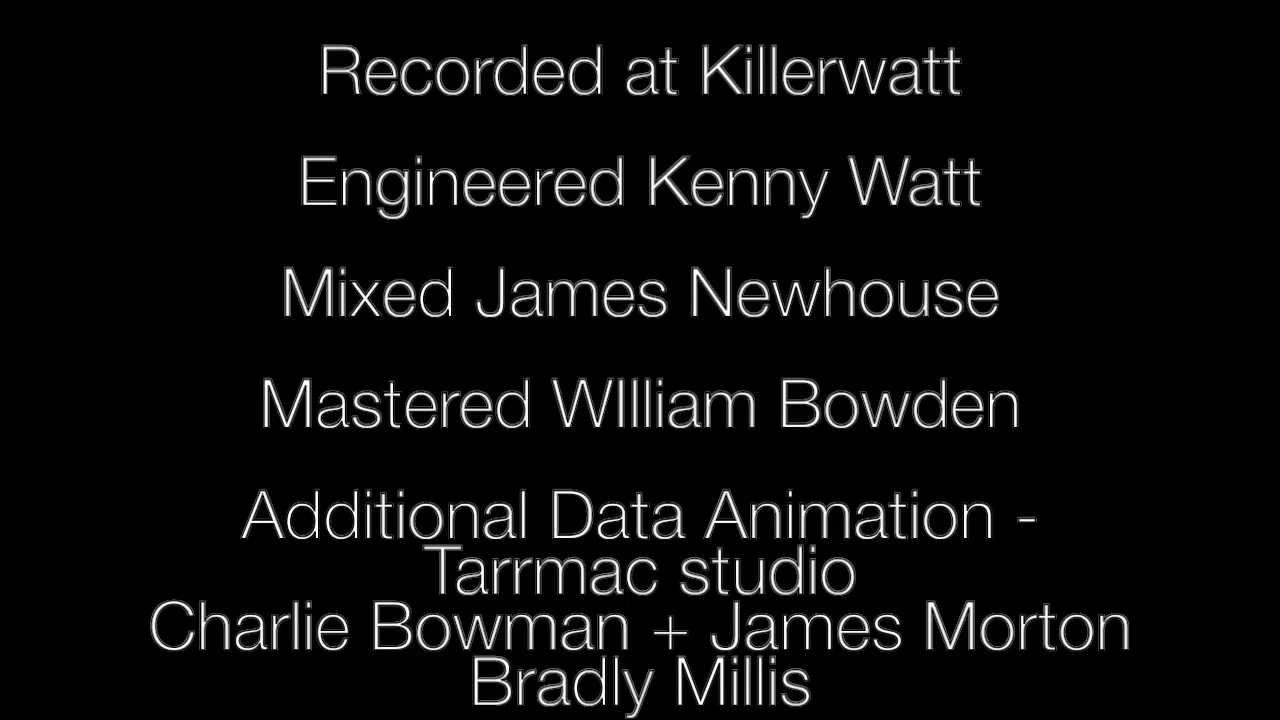 Recorded at Killerwatt
Engineered Kenny Watt
Mixed James Newhouse
Mastered WIlliam Bowden
Additional Data Animation -
Tarrmac studio
Charlie Bowman + James Morton
Bradly Millis